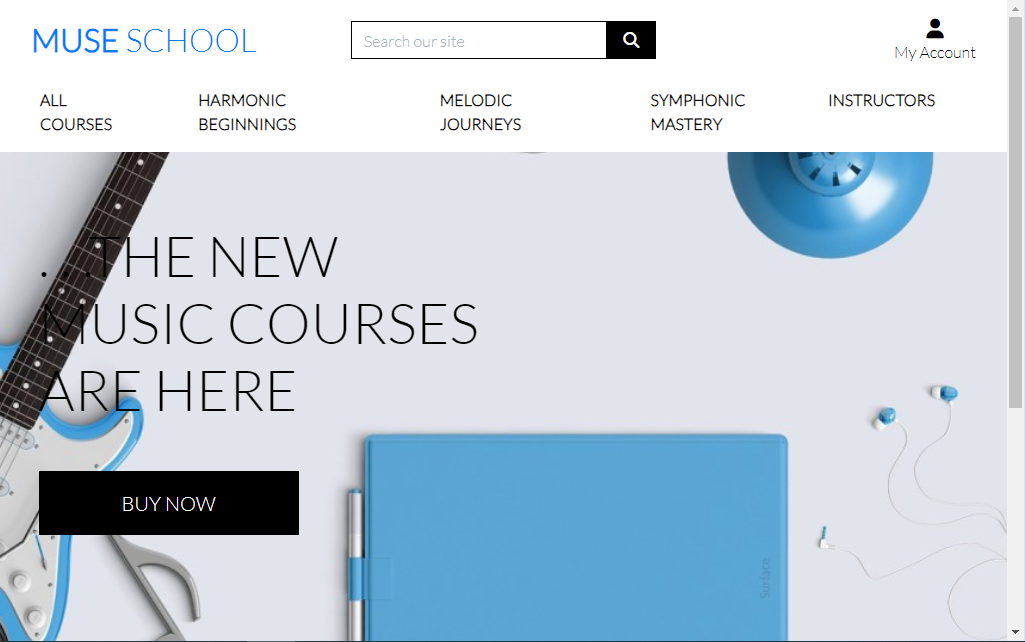 MUSE SCHOOL
Search our site
My Account
ALL COURSES
HARMONIC BEGINNINGS
MELODIC JOURNEYS
SYMPHONIC MASTERY
INSTRUCTORS
. . .THE NEW
MUSIC COURSES
ARE HERE
BUY NOW
Surface